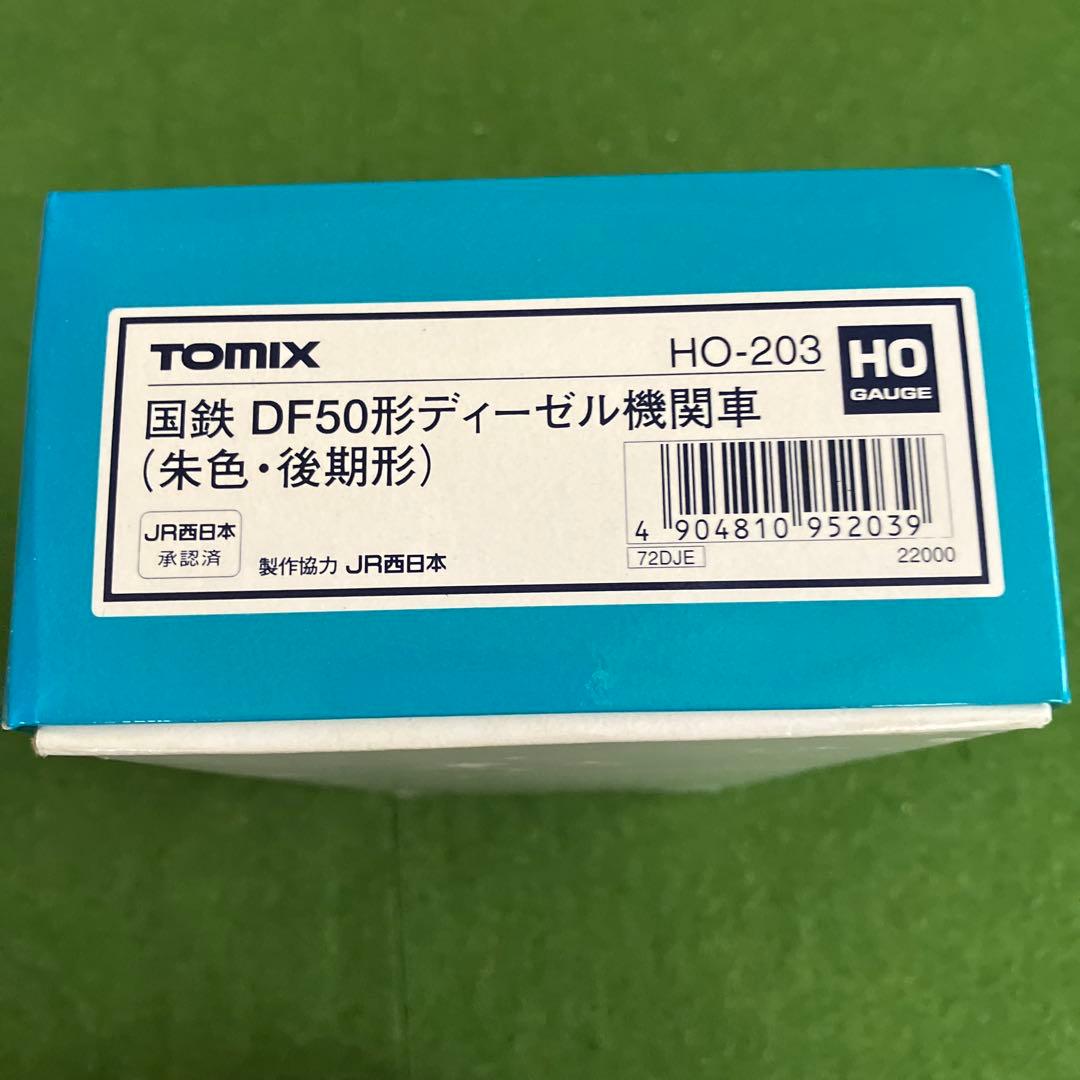 TOMIX
HO-203
HO
GAUGE
国鉄 DF50形ディーゼル機関車
(朱色・後期形)
4 904810 952039
72DJE
22000
JR西日本
承認済
製作協力 JR西日本